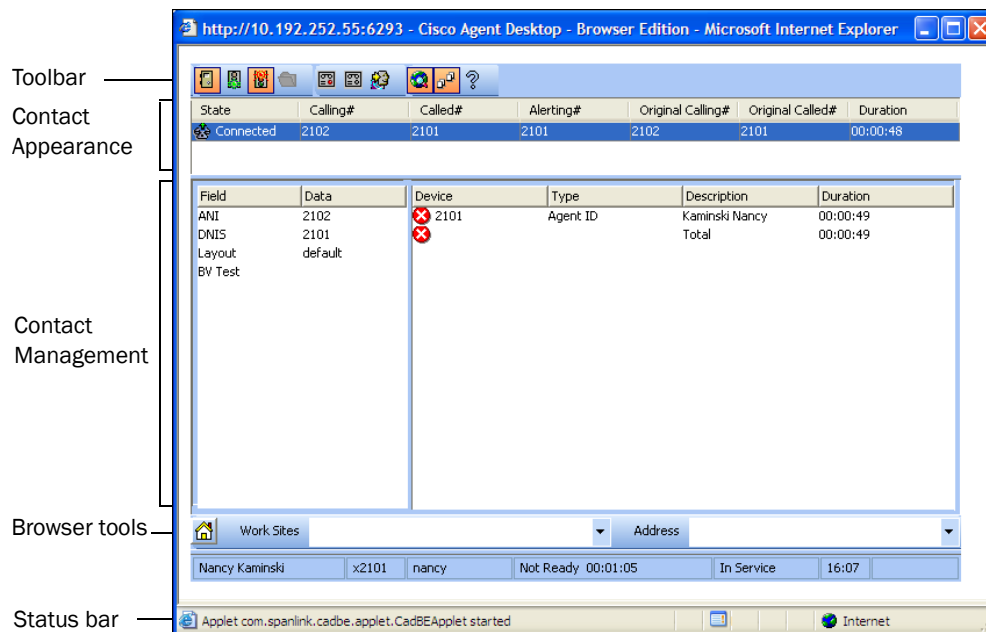 http://10.192.252.55:6293 - Cisco Agent Desktop - Browser Edition - Microsoft Internet Explorer
Toolbar
Contact Appearance
State Calling# Called# Alerting# Original Calling# Original Called# Duration
Connected 2102 2101 2101 2102 2101 00:00:48
Contact Management
Field Data
ANI 2102
DNIS 2101
Layout default
BV Test
Device Type Description Duration
2101 Agent ID Kaminski Nancy 00:00:49
Total 00:00:49
Browser tools
Work Sites Address
Nancy Kaminski x2101 nancy Not Ready 00:01:05 In Service 16:07
Status bar
Applet com.spanlink.cadbe.applet.CadBEApplet started Internet